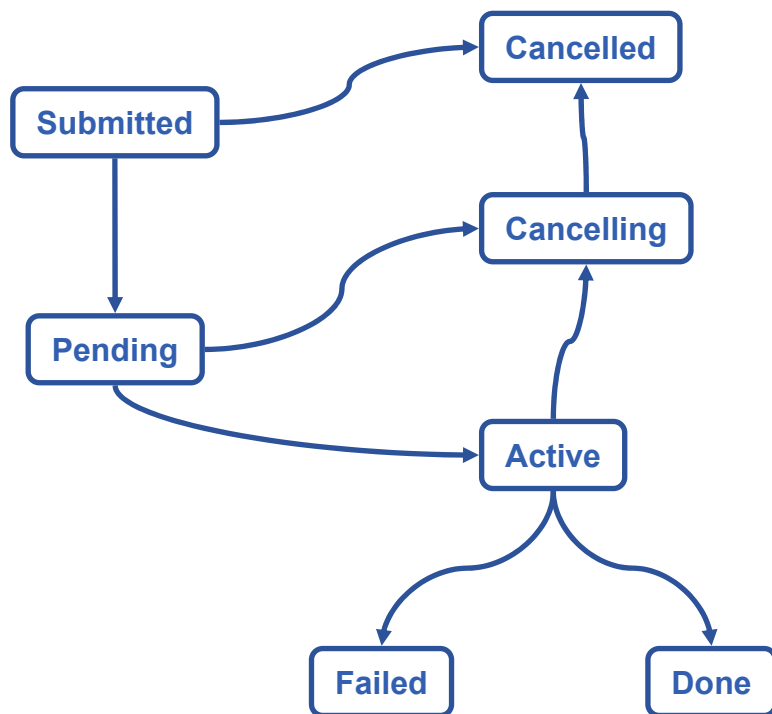 Cancelled
Submitted
Cancelling
Pending
Active
Failed
Done